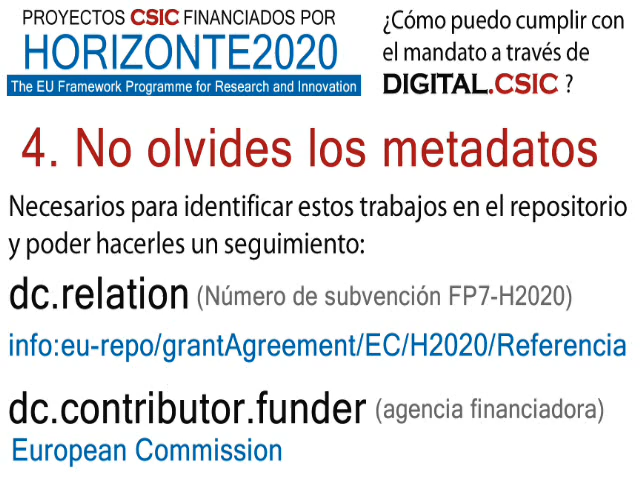 PROYECTOS CSIC FINANCIADOS POR
HORIZONTE2020
The EU Framework Programme for Research and Innovation
¿Cómo puedo cumplir con
el mandato a través de
DIGITAL.CSIC ?
4. No olvides los metadatos
Necesarios para identificar estos trabajos en el repositorio
y poder hacerles un seguimiento:
dc.relation (Número de subvención FP7-H2020)
info:eu-repo/grantAgreement/EC/H2020/Referencia
dc.contributor.funder (agencia financiadora)
European Commission